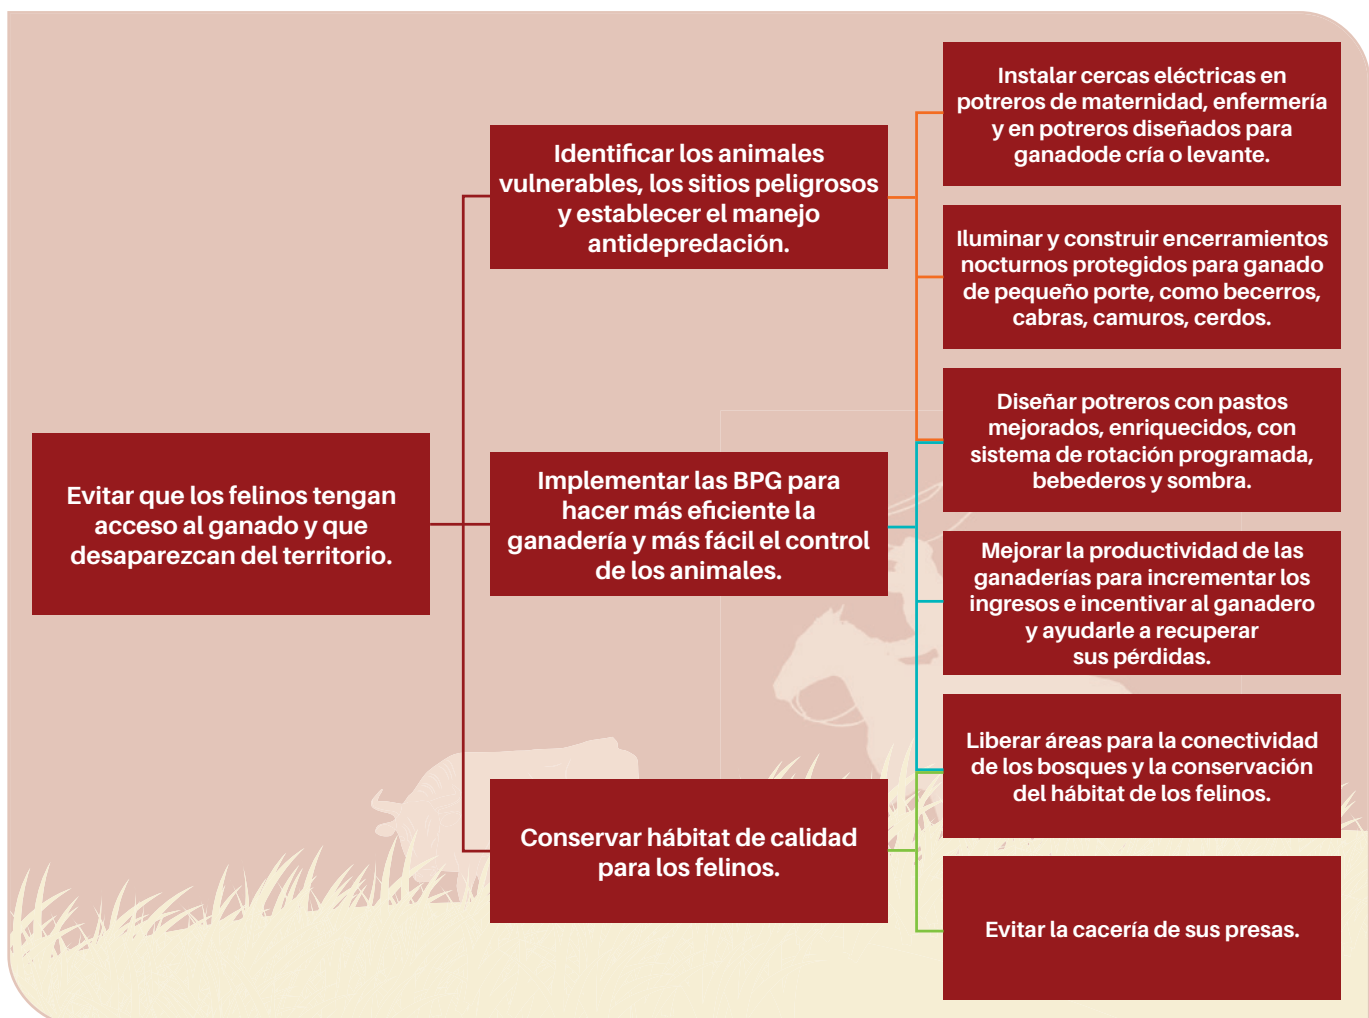 Evitar que los felinos tengan
acceso al ganado y que
desaparezcan del territorio.
Identificar los animales
vulnerables, los sitios peligrosos
y establecer el manejo
antidepredación.
Implementar las BPG para
hacer más eficiente la
ganadería y más fácil el control
de los animales.
Conservar hábitat de calidad
para los felinos.
Instalar cercas eléctricas en
potreros de maternidad, enfermería
y en potreros diseñados para
ganadode cría o levante.
Iluminar y construir encerramientos
nocturnos protegidos para ganado
de pequeño porte, como becerros,
cabras, camuros, cerdos.
Diseñar potreros con pastos
mejorados, enriquecidos, con
sistema de rotación programada,
bebederos y sombra.
Mejorar la productividad de las
ganaderías para incrementar los
ingresos e incentivar al ganadero
y ayudarle a recuperar
sus pérdidas.
Liberar áreas para la conectividad
de los bosques y la conservación
del hábitat de los felinos.
Evitar la cacería de sus presas.